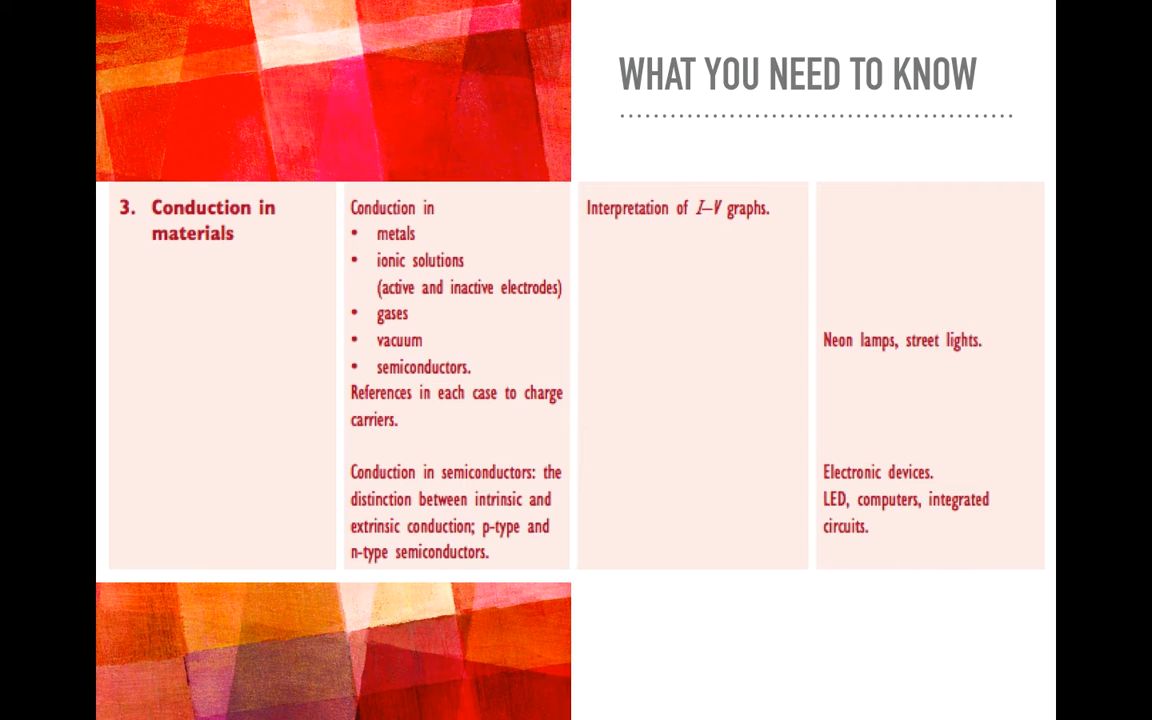 WHAT YOU NEED TO KNOW
3. Conduction in
materials
Conduction in
• metals
• ionic solutions
(active and inactive electrodes)
• gases
• vacuum
• semiconductors.
References in each case to charge
carriers.
Conduction in semiconductors: the
distinction between intrinsic and
extrinsic conduction; p-type and
n-type semiconductors.
Interpretation of I–V graphs.
Neon lamps, street lights.
Electronic devices.
LED, computers, integrated
circuits.